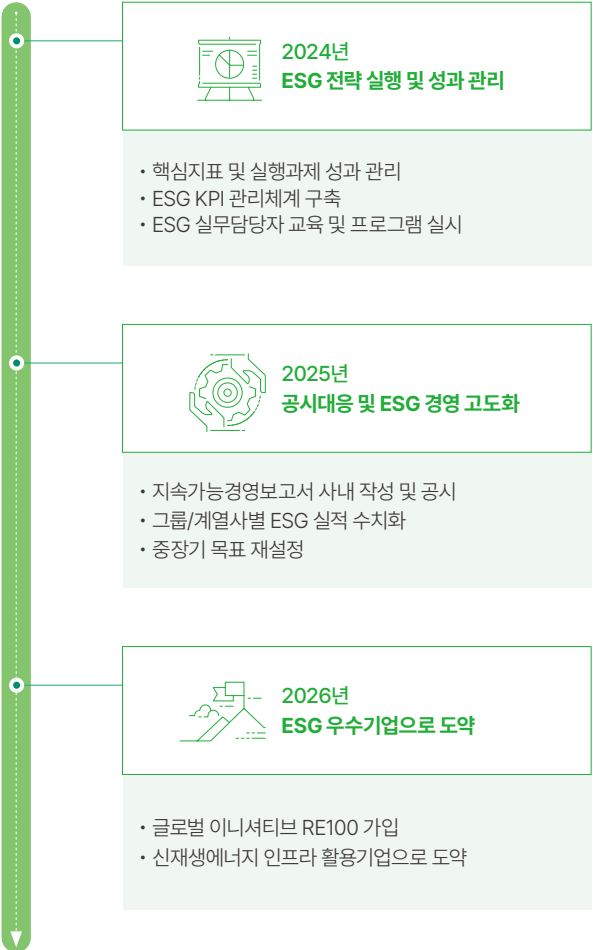 2024년
ESG 전략 실행 및 성과 관리
• 핵심지표 및 실행과제 성과 관리
• ESG KPI 관리체계 구축
• ESG 실무담당자 교육 및 프로그램 실시
2025년
공시대응 및 ESG 경영 고도화
• 지속가능경영보고서 사내 작성 및 공시
• 그룹/계열사별 ESG 실적 수치화
• 중장기 목표 재설정
2026년
ESG 우수기업으로 도약
• 글로벌 이니셔티브 RE100 가입
• 신재생에너지 인프라 활용기업으로 도약